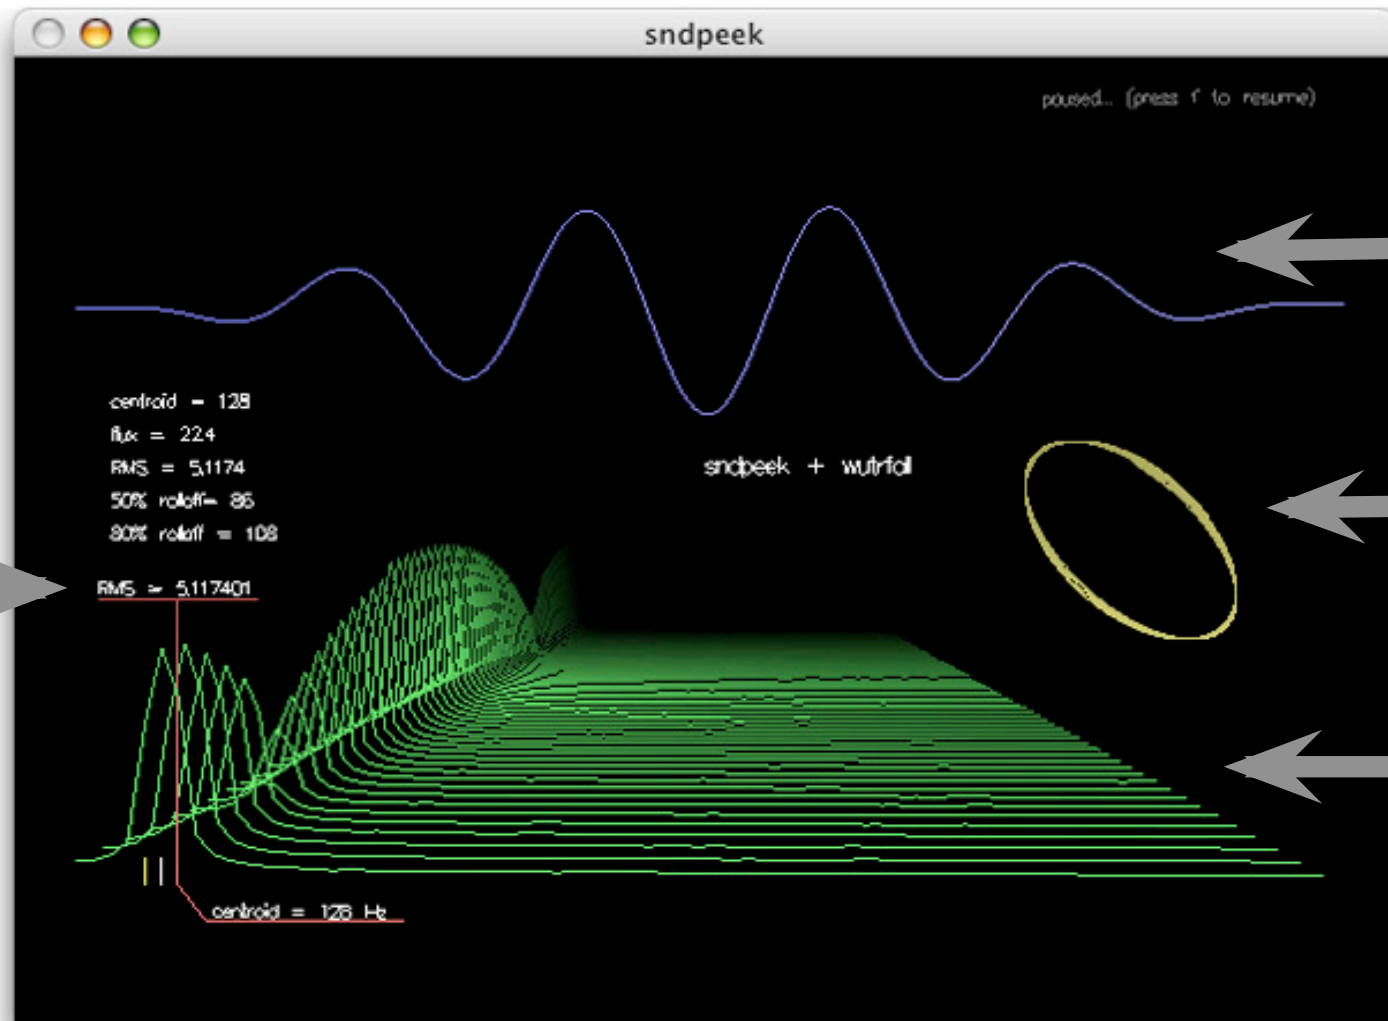 sndpeek
paused... (press f to resume)
centroid = 128
flux = 224
RMS = 5.1174
50% rolloff= 86
80% rolloff = 108
sndpeek + wutrfall
RMS = 5.117401
centroid = 128 Hz